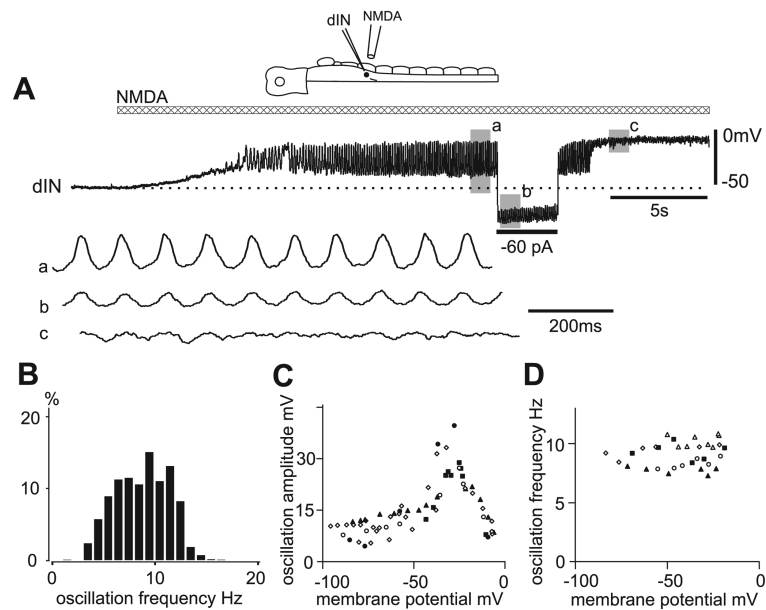 dIN NMDA
A
NMDA
a
c
0mV
-50
dIN
b
5s
-60 pA
a
b
c
200ms
B
%
20
10
0
0
10
20
oscillation frequency Hz
C
oscillation amplitude mV
45
30
15
0
-100
-50
0
membrane potential mV
D
oscillation frequency Hz
10
5
0
-100
-50
0
membrane potential mV